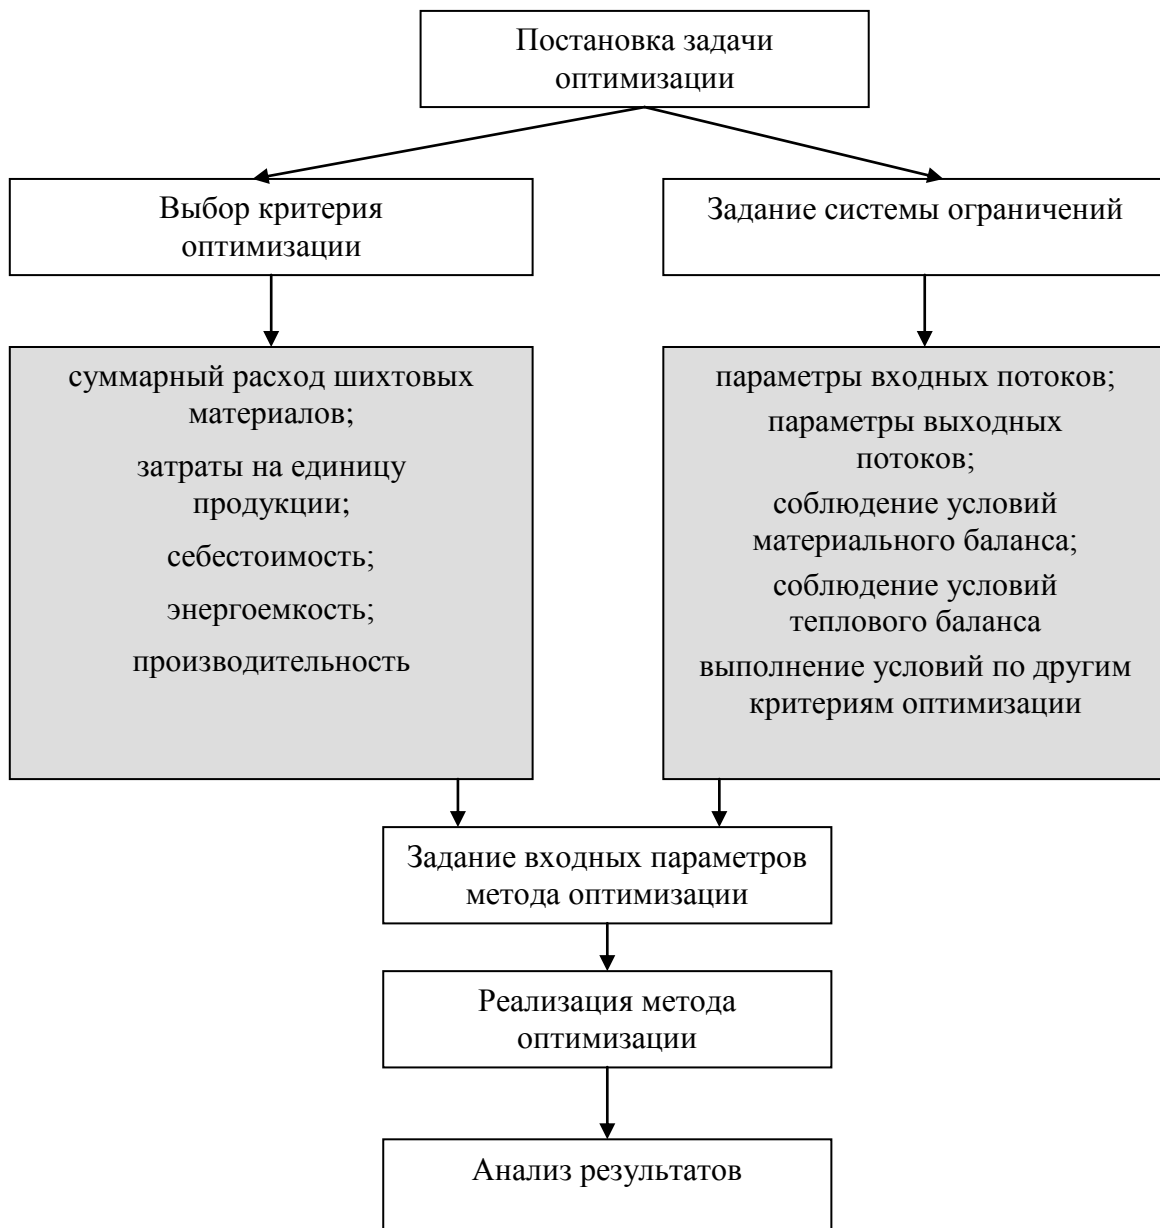 Постановка задачи
оптимизации
Выбор критерия
оптимизации
Задание системы ограничений
суммарный расход шихтовых
материалов;
затраты на единицу
продукции;
себестоимость;
энергоемкость;
производительность
параметры входных потоков;
параметры выходных
потоков;
соблюдение условий
материального баланса;
соблюдение условий
теплового баланса
выполнение условий по другим
критериям оптимизации
Задание входных параметров
метода оптимизации
Реализация метода
оптимизации
Анализ результатов